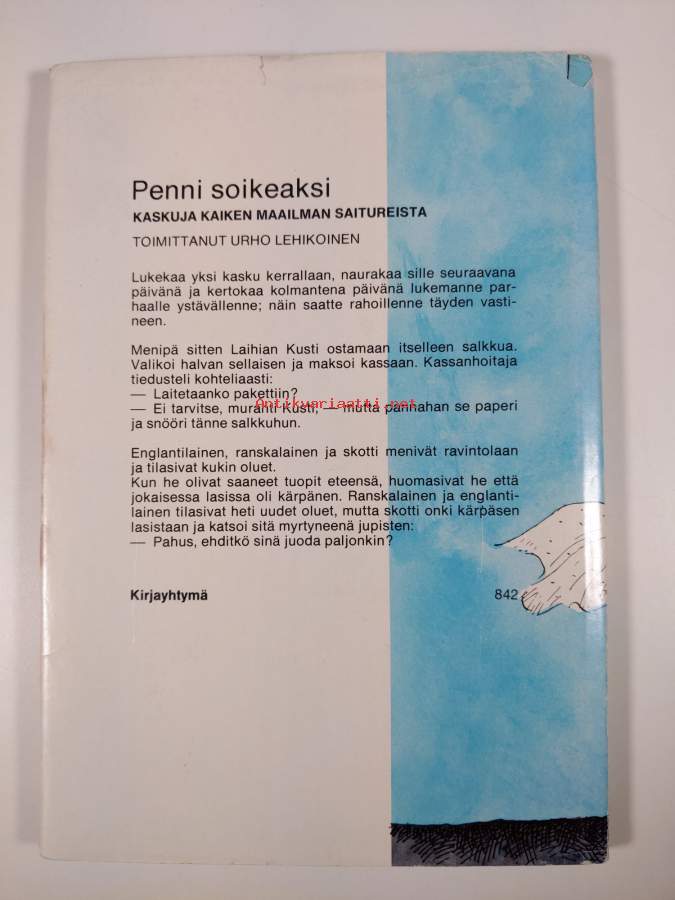 Penni soikeaksi
KASKUJA KAIKEN MAAILMAN SAITUREISTA
TOIMITTANUT URHO LEHIKOINEN
Lukekaa yksi kasku kerrallaan, naurakaa sille seuraavana
päivänä ja kertokaa kolmantena päivänä lukemanne par-
haalle ystävällenne; näin saatte rahoillenne täyden vasti-
neen.
Menipä sitten Laihian Kusti ostamaan itselleen salkkua.
Valikoi halvan sellaisen ja maksoi kassaan. Kassanhoitaja
tiedusteli kohteliaasti:
— Laitetaanko pakettiin?
Antikvariaatti.net
— Ei tarvitse, murahti Kusti, — mutta pannahan se paperi
ja snööri tänne salkkuhun.
Englantilainen, ranskalainen ja skotti menivät ravintolaan
ja tilasivat kukin oluet.
Kun he olivat saaneet tuopit eteensä, huomasivat he että
jokaisessa lasissa oli kärpänen. Ranskalainen ja englanti-
lainen tilasivat heti uudet oluet, mutta skotti onki kärpäsen
lasistaan ja katsoi sitä myrtyneenä jupisten:
— Pahus, ehditkö sinä juoda paljonkin?
Kirjayhtymä 842